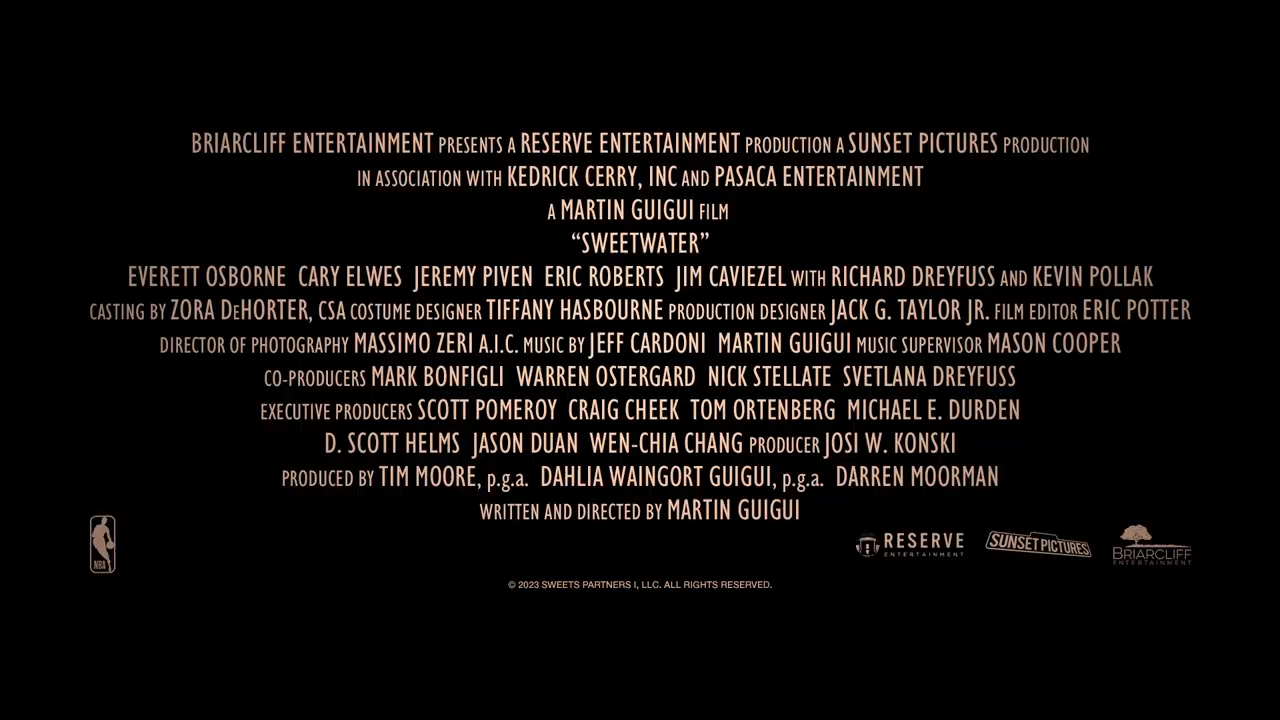 BRIARCLIFF ENTERTAINMENT PRESENTS A RESERVE ENTERTAINMENT PRODUCTION A SUNSET PICTURES PRODUCTION
IN ASSOCIATION WITH KEDRICK CERRY, INC AND PASACA ENTERTAINMENT
A MARTIN GUIGUI FILM
“SWEETWATER”
EVERETT OSBORNE CARY ELWES JEREMY PIVEN ERIC ROBERTS JIM CAVIEZEL WITH RICHARD DREYFUSS AND KEVIN POLLAK
CASTING BY ZORA DeHORTER, CSA COSTUME DESIGNER TIFFANY HASBOURNE PRODUCTION DESIGNER JACK G. TAYLOR JR. FILM EDITOR ERIC POTTER
DIRECTOR OF PHOTOGRAPHY MASSIMO ZERI A.I.C. MUSIC BY JEFF CARDONI MARTIN GUIGUI MUSIC SUPERVISOR MASON COOPER
CO-PRODUCERS MARK BONFIGLI WARREN OSTERGARD NICK STELLATE SVETLANA DREYFUSS
EXECUTIVE PRODUCERS SCOTT POMEROY CRAIG CHEEK TOM ORTENBERG MICHAEL E. DURDEN
D. SCOTT HELMS JASON DUAN WEN-CHIA CHANG PRODUCER JOSI W. KONSKI
PRODUCED BY TIM MOORE, p.g.a. DAHLIA WAINGORT GUIGUI, p.g.a. DARREN MOORMAN
WRITTEN AND DIRECTED BY MARTIN GUIGUI
NBA
RESERVE
ENTERTAINMENT
SUNSET PICTURES
BRIARCLIFF
ENTERTAINMENT
© 2023 SWEETS PARTNERS I, LLC. ALL RIGHTS RESERVED.